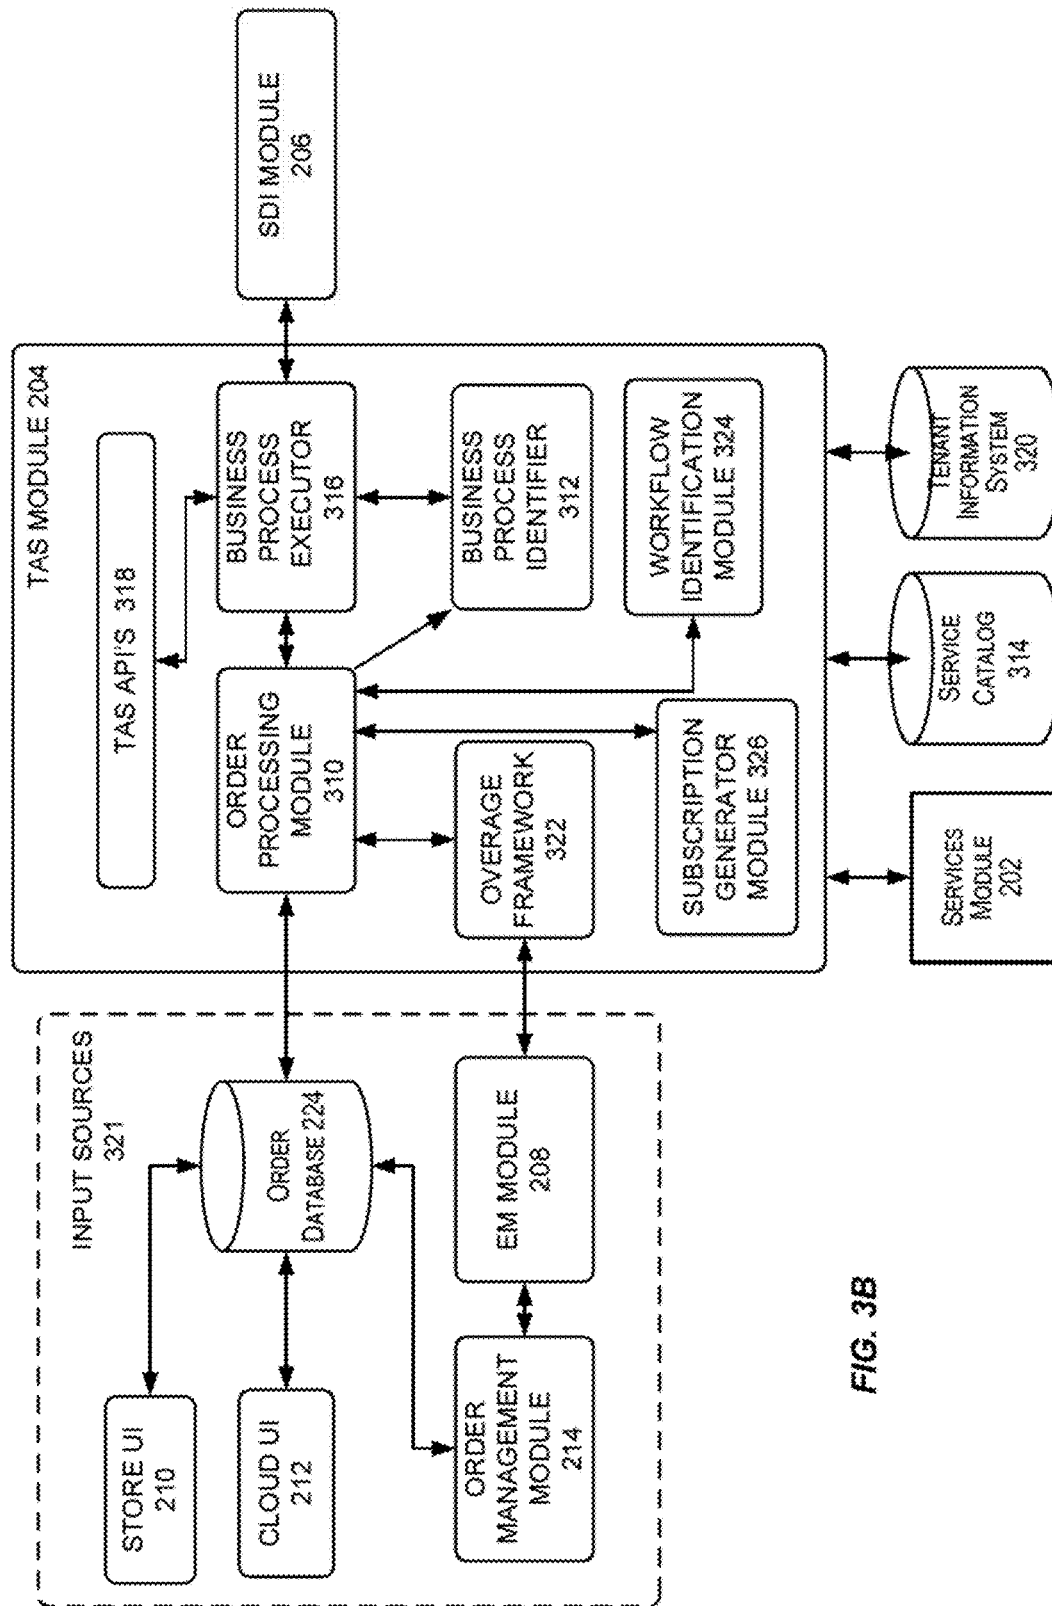 INPUT SOURCES
321
STORE UI
210
CLOUD UI
212
ORDER
MANAGEMENT
MODULE
214
ORDER
DATABASE 224
EM MODULE
208
TAS MODULE 204
TAS API'S 318
ORDER
PROCESSING
MODULE
310
BUSINESS
PROCESS
EXECUTOR
316
OVERAGE
FRAMEWORK
322
BUSINESS
PROCESS
IDENTIFIER
312
SUBSCRIPTION
GENERATOR
MODULE 326
WORKFLOW
IDENTIFICATION
MODULE 324
SDI MODULE
206
SERVICES
MODULE
202
SERVICE
CATALOG
314
TENANT
INFORMATION
SYSTEM
320
FIG. 3B